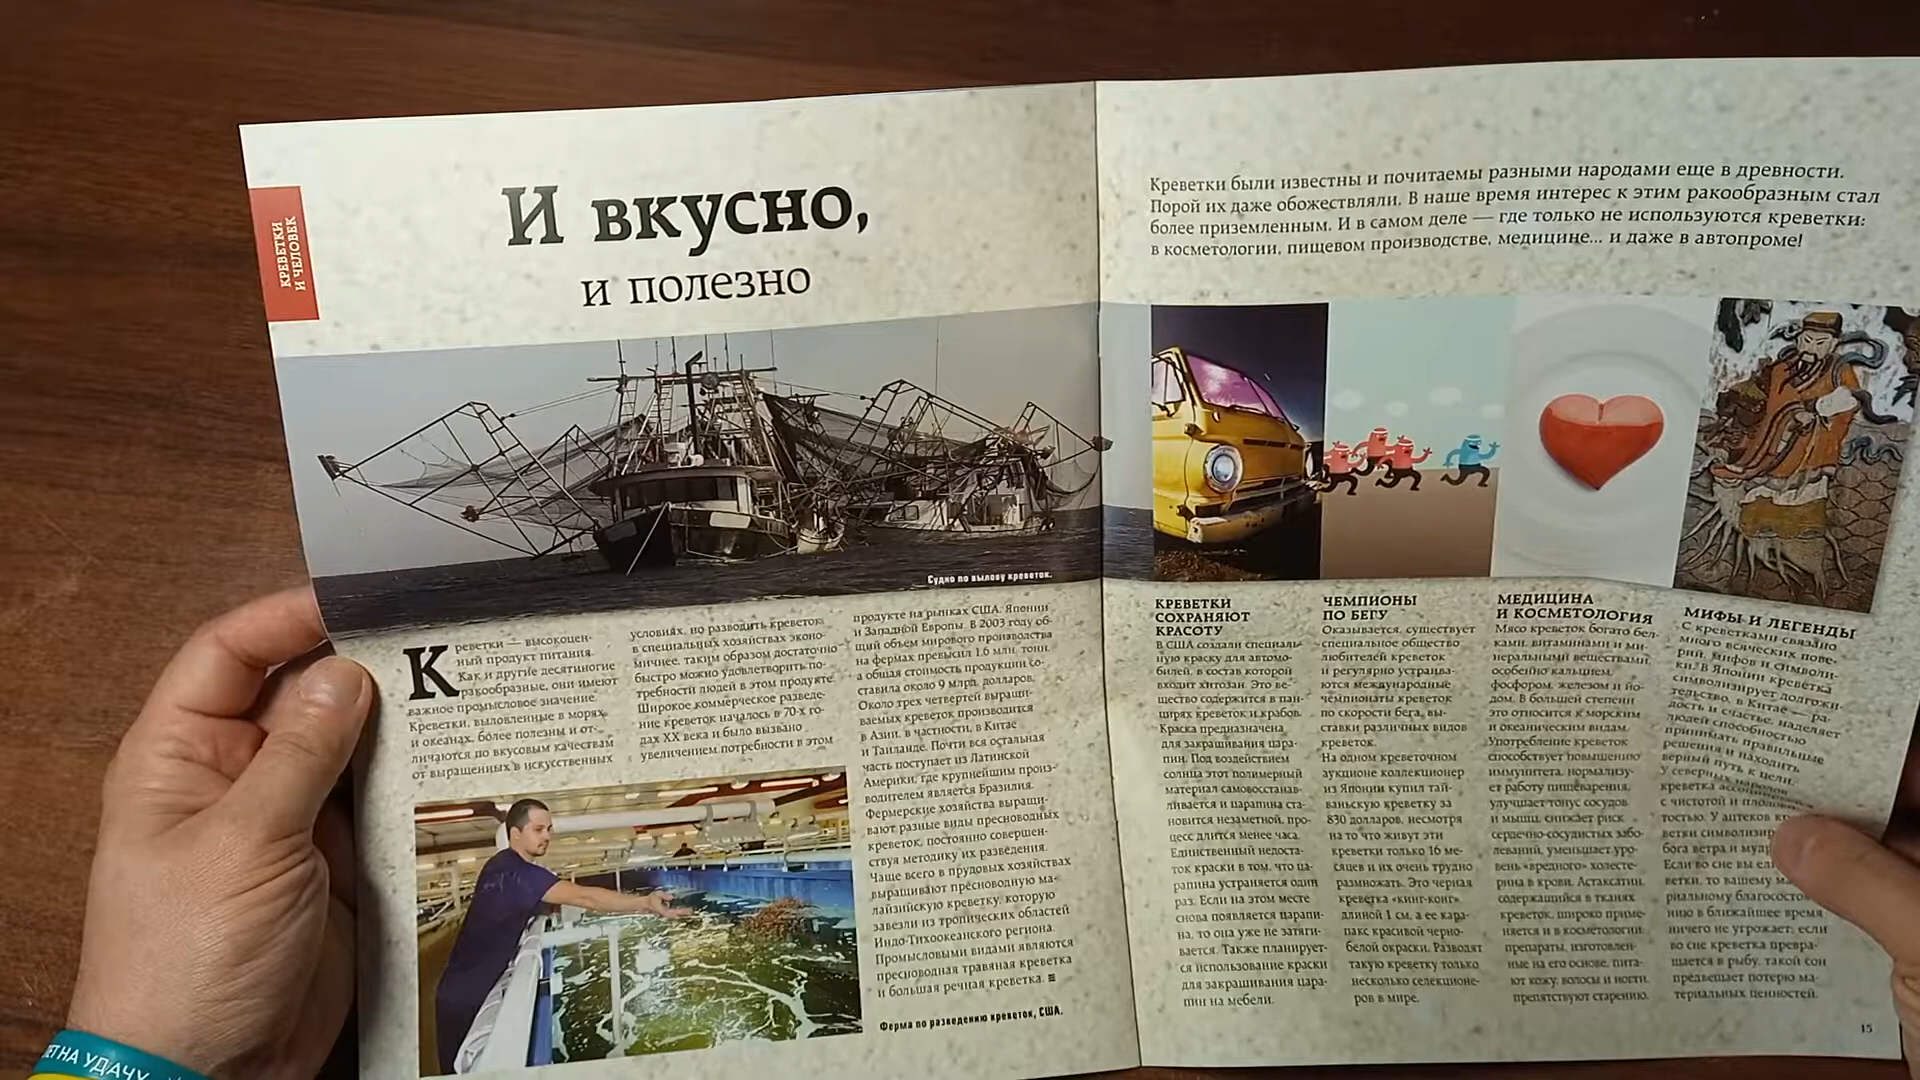 КРЕВЕТКИ
И ЧЕЛОВЕК
И вкусно,
и полезно
Судно по вылову креветок.
Креветки — высокоцен-
ный продукт питания.
Как и другие десятиногие
ракообразные, они имеют
важное промысловое значение.
Креветки, выловленные в морях
и океанах, более полезны и от-
личаются по вкусовым качествам
от выращенных в искусственных
условиях, но разводить креветок
в специальных хозяйствах эконо-
мичнее, таким образом достаточно
быстро можно удовлетворить по-
требности людей в этом продукте.
Широкое коммерческое разведе-
ние креветок началось в 70-х го-
дах XX века и было вызвано
увеличением потребности в этом
продукте на рынках США, Японии
и Западной Европы. В 2003 году об-
щий объем мирового производства
на фермах превысил 1,6 млн. тонн,
а общая стоимость продукции со-
ставила около 9 млрд. долларов.
Около трех четвертей выращи-
ваемых креветок производится
в Азии, в частности, в Китае
и Таиланде. Почти вся остальная
часть поступает из Латинской
Америки, где крупнейшим произ-
водителем является Бразилия.
Фермерские хозяйства выращи-
вают разные виды пресноводных
креветок, постоянно совершен-
ствуя методику их разведения.
Чаще всего в прудовых хозяйствах
выращивают пресноводную ма-
лайзийскую креветку, которую
завезли из тропических областей
Индо-Тихоокеанского региона.
Промысловыми видами являются
пресноводная травяная креветка
и большая речная креветка.
Ферма по разведению креветок, США.
Креветки были известны и почитаемы разными народами еще в древности.
Порой их даже обожествляли. В наше время интерес к этим ракообразным стал
более приземленным. И в самом деле — где только не используются креветки:
в косметологии, пищевом производстве, медицине... и даже в автопроме!
КРЕВЕТКИ
СОХРАНЯЮТ
КРАСОТУ
В США создали специаль-
ную краску для автомо-
билей, в состав которой
входит хитозан. Это ве-
щество содержится в пан-
цирях креветок и крабов.
Краска предназначена
для закрашивания цара-
пин. Под воздействием
солнца этот полимерный
материал самовосстанав-
ливается и царапина ста-
новится незаметной, про-
цесс длится менее часа.
Единственный недоста-
ток краски в том, что ца-
рапина устраняется один
раз. Если на этом месте
снова появляется царапи-
на, то она уже не затяги-
вается. Также планирует-
ся использование краски
для закрашивания цара-
пин на мебели.
ЧЕМПИОНЫ
ПО БЕГУ
Оказывается, существует
специальное общество
любителей креветок
и регулярно устраива-
ются международные
чемпионаты креветок
по скорости бега, вы-
ставки различных видов
креветок.
На одном креветочном
аукционе коллекционер
из Японии купил тай-
ваньскую креветку за
830 долларов, несмотря
на то что живут эти
креветки только 16 ме-
сяцев и их очень трудно
размножать. Это черная
креветка «кинг-конг»
длиной 1 см, а ее кара-
пакс красивой черно-
белой окраски. Разводят
такую креветку только
несколько селекционе-
ров в мире.
МЕДИЦИНА
И КОСМЕТОЛОГИЯ
Мясо креветок богато бел-
ками, витаминами и ми-
неральными веществами,
особенно кальцием,
фосфором, железом и йо-
дом. В большей степени
это относится к морским
и океаническим видам.
Употребление креветок
способствует повышению
иммунитета, нормализу-
ет работу пищеварения,
улучшает тонус сосудов
и мышц, снижает риск
сердечно-сосудистых забо-
леваний, уменьшает уро-
вень «вредного» холесте-
рина в крови. Астаксатин,
содержащийся в тканях
креветок, широко приме-
няется и в косметологии:
препараты, изготовлен-
ные на его основе, пита-
ют кожу, волосы и ногти,
препятствуют старению.
МИФЫ И ЛЕГЕНДЫ
С креветками связано
много всяческих пове-
рий, мифов и символи-
ки. В Японии креветка
символизирует долгожи-
тельство, в Китае — ра-
дость и счастье, наделяет
людей способностью
принимать правильные
решения и находить
верный путь к цели.
У северных народов
креветка
с чистотой и
тостью. У ацтеков
ветки
бога ветра и
Если во сне вы
ветки, то вашему
риальному
нию в ближайшее время
ничего не угрожает; если
во сне креветка превра-
щается в рыбу, такой сон
предвещает потерю ма-
териальных ценностей.
15
НА УДАЧУ